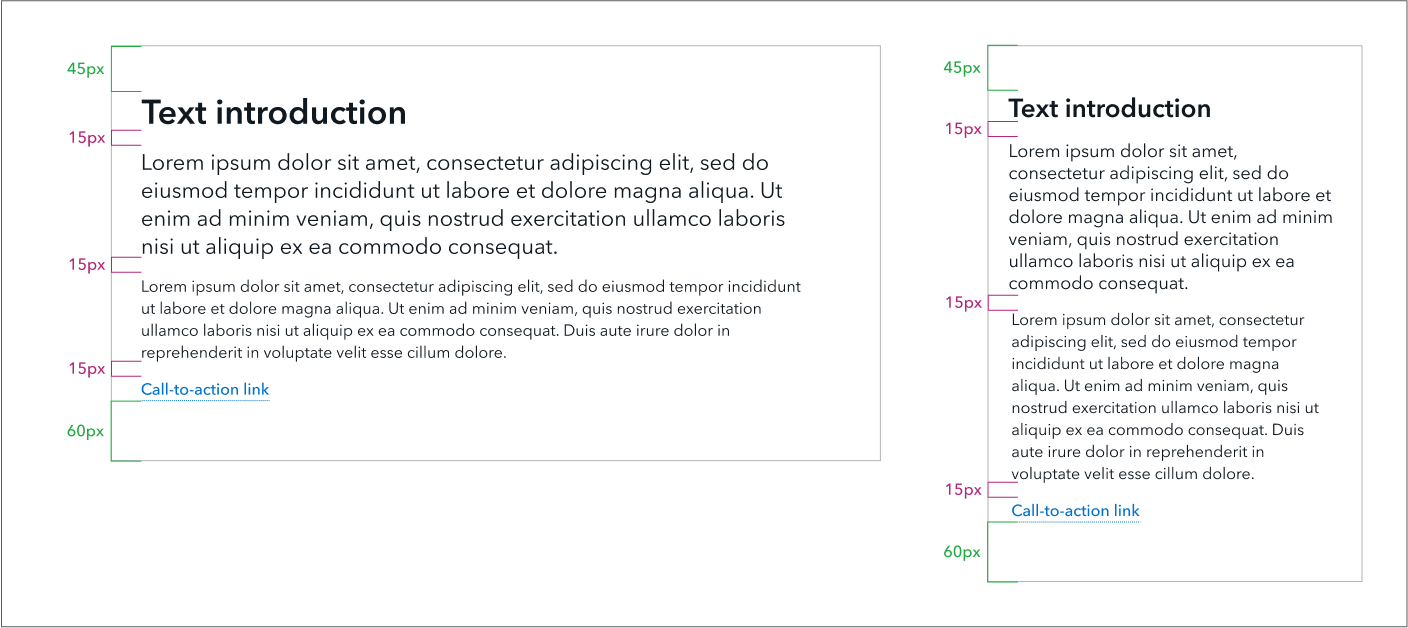 45px
Text introduction
15px
Lorem ipsum dolor sit amet, consectetur adipiscing elit, sed do
eiusmod tempor incididunt ut labore et dolore magna aliqua. Ut
enim ad minim veniam, quis nostrud exercitation ullamco laboris
nisi ut aliquip ex ea commodo consequat.
15px
Lorem ipsum dolor sit amet, consectetur adipiscing elit, sed do eiusmod tempor incididunt
ut labore et dolore magna aliqua. Ut enim ad minim veniam, quis nostrud exercitation
ullamco laboris nisi ut aliquip ex ea commodo consequat. Duis aute irure dolor in
reprehenderit in voluptate velit esse cillum dolore.
15px
Call-to-action link
60px
45px
Text introduction
15px
Lorem ipsum dolor sit amet,
consectetur adipiscing elit, sed do
eiusmod tempor incididunt ut labore et
dolore magna aliqua. Ut enim ad minim
veniam, quis nostrud exercitation
ullamco laboris nisi ut aliquip ex ea
commodo consequat.
15px
Lorem ipsum dolor sit amet, consectetur
adipiscing elit, sed do eiusmod tempor
incididunt ut labore et dolore magna
aliqua. Ut enim ad minim veniam, quis
nostrud exercitation ullamco laboris nisi ut
aliquip ex ea commodo consequat. Duis
aute irure dolor in reprehenderit in
voluptate velit esse cillum dolore.
15px
Call-to-action link
60px